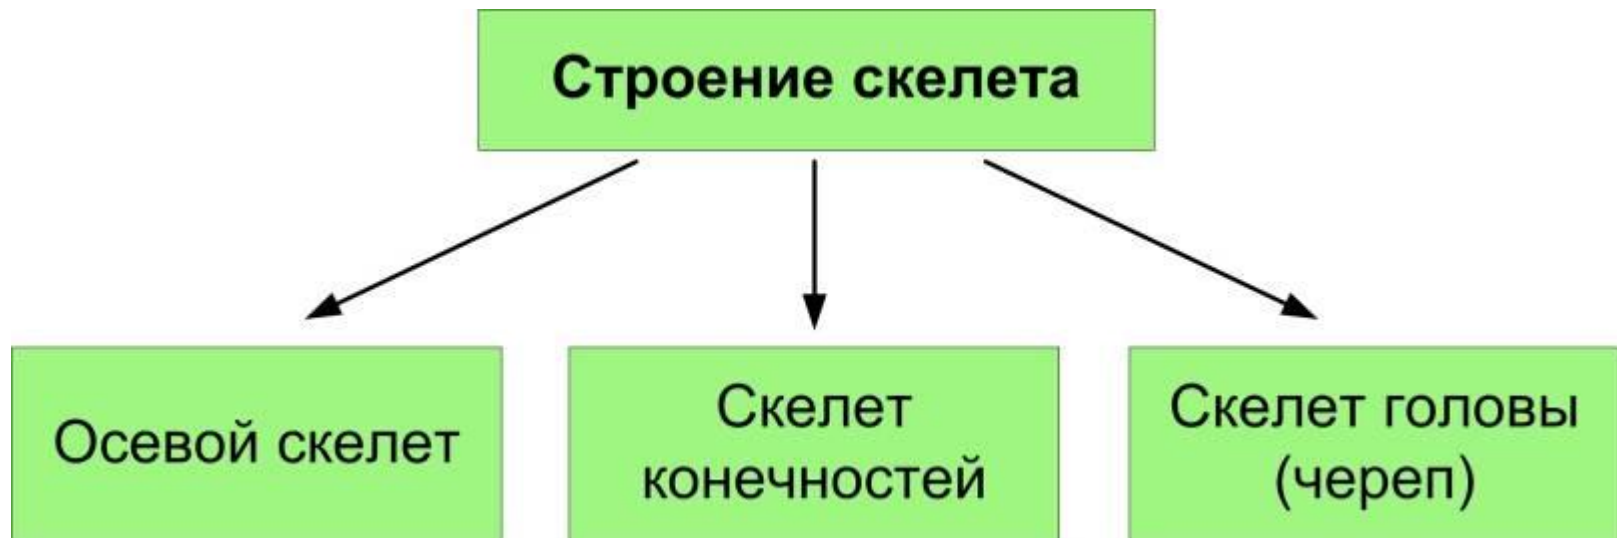 Строение скелета
Осевой скелет
Скелет
конечностей
Скелет головы
(череп)